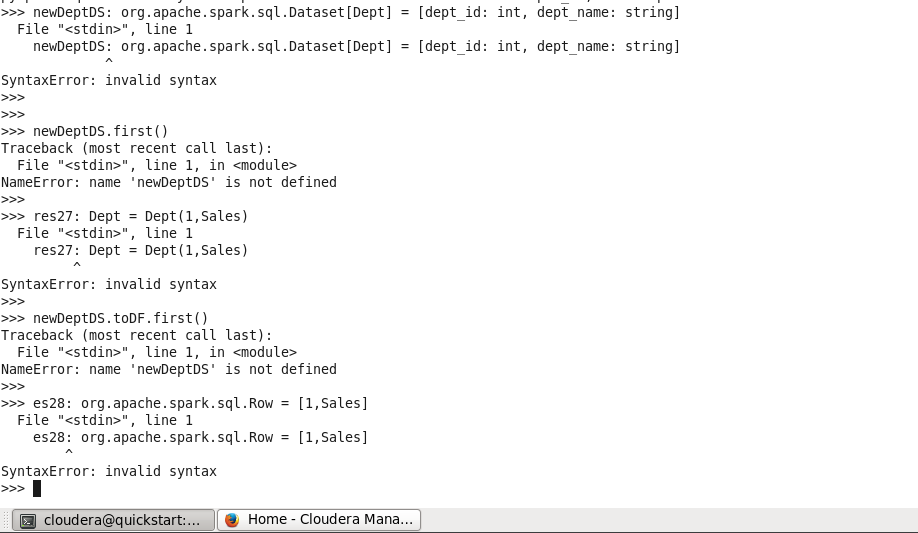 >>> newDeptDS: org.apache.spark.sql.Dataset[Dept] = [dept_id: int, dept_name: string]
  File "<stdin>", line 1
    newDeptDS: org.apache.spark.sql.Dataset[Dept] = [dept_id: int, dept_name: string]
             ^
SyntaxError: invalid syntax
>>>
>>>
>>> newDeptDS.first()
Traceback (most recent call last):
  File "<stdin>", line 1, in <module>
NameError: name 'newDeptDS' is not defined
>>>
>>> res27: Dept = Dept(1,Sales)
  File "<stdin>", line 1
    res27: Dept = Dept(1,Sales)
         ^
SyntaxError: invalid syntax
>>>
>>> newDeptDS.toDF.first()
Traceback (most recent call last):
  File "<stdin>", line 1, in <module>
NameError: name 'newDeptDS' is not defined
>>>
>>> es28: org.apache.spark.sql.Row = [1,Sales]
  File "<stdin>", line 1
    es28: org.apache.spark.sql.Row = [1,Sales]
        ^
SyntaxError: invalid syntax
>>>
cloudera@quickstart:... Home - Cloudera Mana...